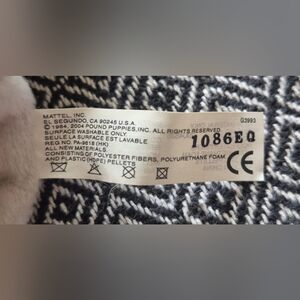 G3993
MATTEL, INC.
EL SEGUNDO, CA 90245 U.S.A.
© 1984, 2004 POUND PUPPIES, INC. ALL RIGHTS RESERVED
SURFACE WASHABLE ONLY
SEULE LA SURFACE EST LAVABLE
REG. NO. PA-9618 (HK)
ALL NEW MATERIALS
CONSISTING OF POLYESTER FIBERS, POLYURETHANE FOAM
AND PLASTIC (HDPE) PELLETS
1086EQ
CE